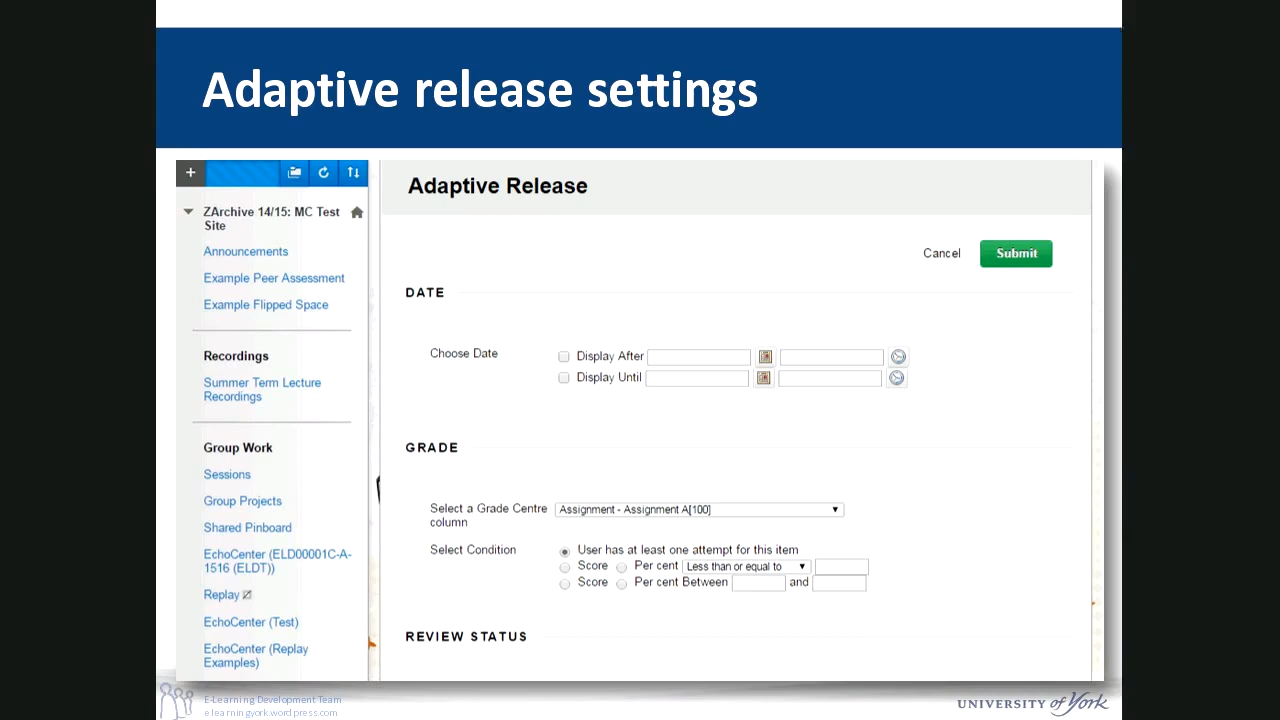 Adaptive release settings
ZArchive 14/15: MC Test
Site
Announcements
Example Peer Assessment
Example Flipped Space
Recordings
Summer Term Lecture
Recordings
Group Work
Sessions
Group Projects
Shared Pinboard
EchoCenter (ELD00001C-A-
1516 (ELDT))
Replay
EchoCenter (Test)
EchoCenter (Replay
Examples)
Adaptive Release
Cancel Submit
DATE
Choose Date Display After
Display Until
GRADE
Select a Grade Centre Assignment - Assignment A[100]
column
Select Condition User has at least one attempt for this item
Score Per cent Less than or equal to
Score Per cent Between and
REVIEW STATUS
E-Learning Development Team
elearningyork.wordpress.com
UNIVERSITY of York